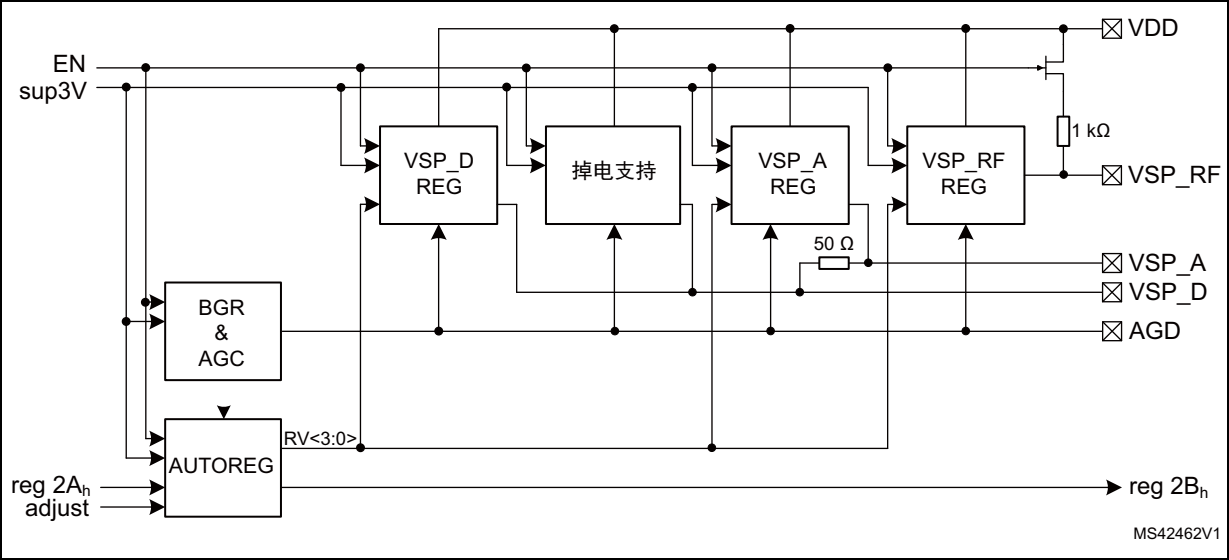 VDD
EN
sup3V
1 kΩ
VSP_D
REG
掉电支持
VSP_A
REG
VSP_RF
REG
VSP_RF
50 Ω
VSP_A
VSP_D
BGR
&
AGC
AGD
RV<3:0>
AUTOREG
reg 2Ah
adjust
reg 2Bh
MS42462V1